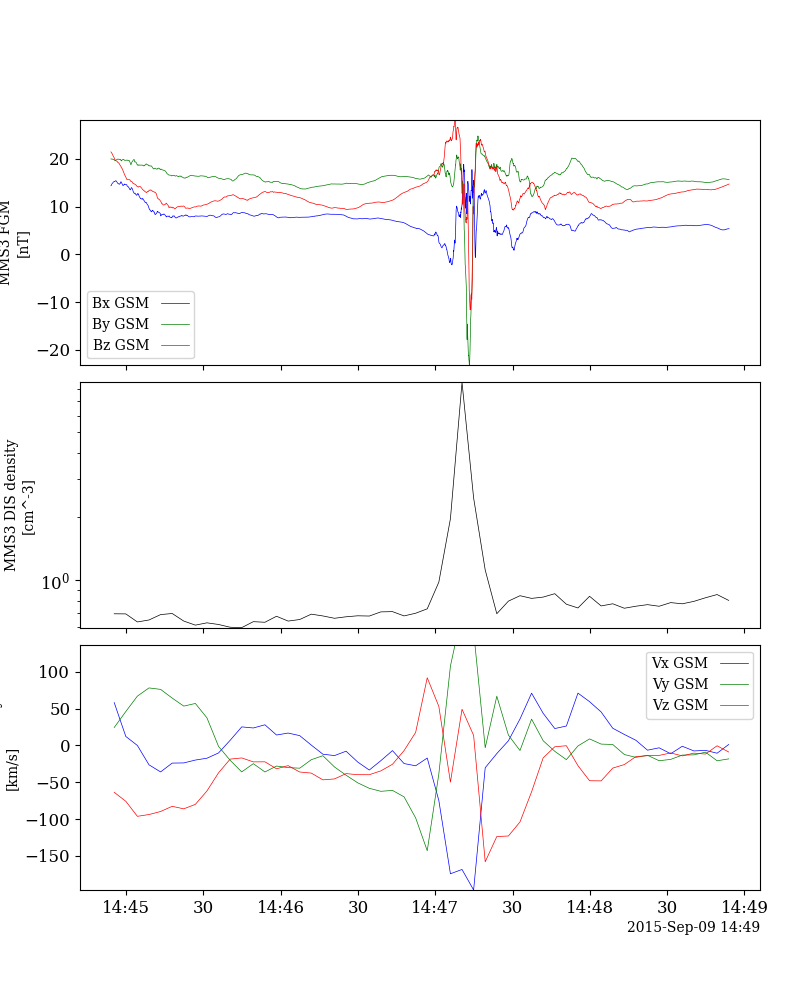 MMS3 FGM
[nT]
20
10
0
−10
−20
Bx GSM
By GSM
Bz GSM
MMS3 DIS density
[cm^-3]
10^0
[km/s]
100
50
0
−50
−100
−150
Vx GSM
Vy GSM
Vz GSM
14:45 30 14:46 30 14:47 30 14:48 30 14:49
2015-Sep-09 14:49